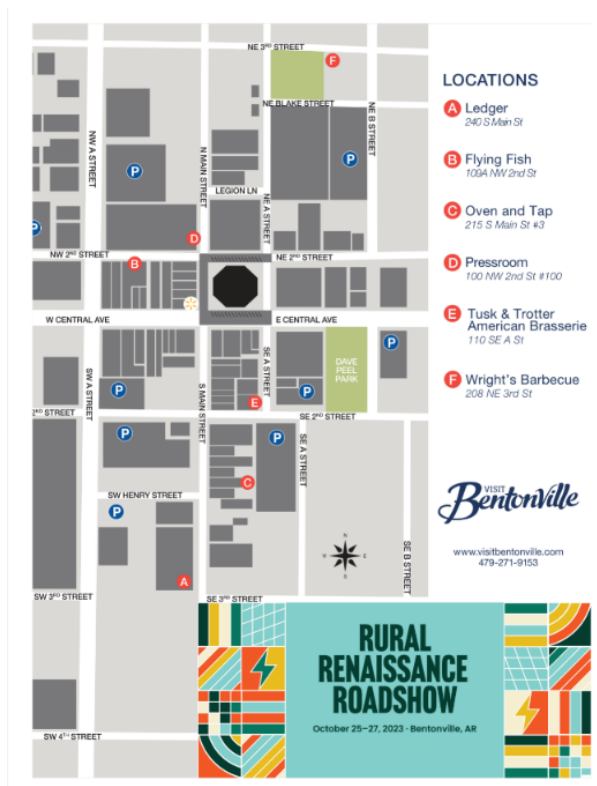 NE 3RD STREET
F
NE BLAKE STREET
NW A STREET
N MAIN STREET
NE B STREET
P
P
LEGION LN
NE A STREET
P
D
NW 2ND STREET
NE 2ND STREET
B
W CENTRAL AVE
E CENTRAL AVE
SW A STREET
S MAIN STREET
SE A STREET
DAVE
PEEL
PARK
P
P
P
E
2ND STREET
SE 2ND STREET
P
P
SE A STREET
C
SW HENRY STREET
P
N
W
E
S
SE B STREET
A
SW 3RD STREET
SE 3RD STREET
SW 4TH STREET
LOCATIONS
A Ledger
240 S Main St
B Flying Fish
109A NW 2nd St
C Oven and Tap
215 S Main St #3
D Pressroom
100 NW 2nd St #100
E Tusk & Trotter
American Brasserie
110 SE A St
F Wright's Barbecue
208 NE 3rd St
VISIT
Bentonville
www.visitbentonville.com
479-271-9153
RURAL
RENAISSANCE
ROADSHOW
October 25–27, 2023 · Bentonville, AR